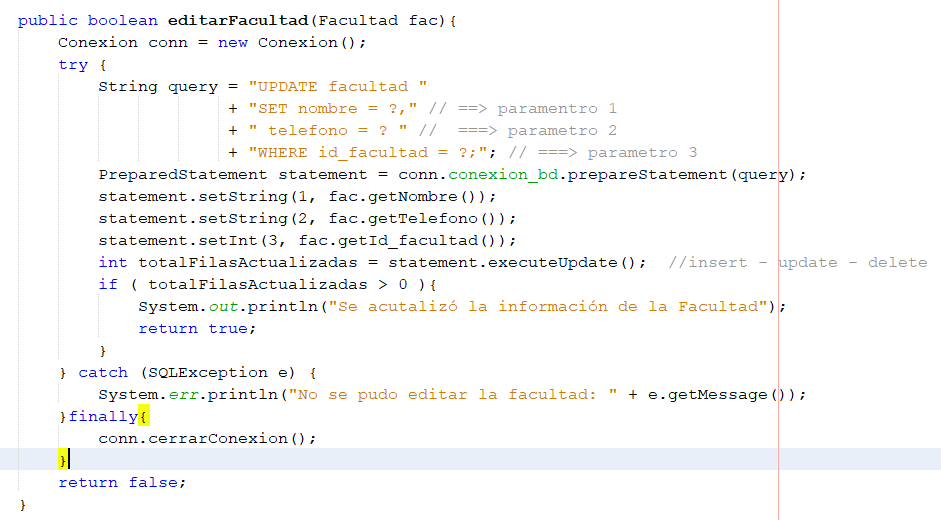 public boolean editarFacultad(Facultad fac){
    Conexion conn = new Conexion();
    try {
        String query = "UPDATE facultad "
                     + "SET nombre = ?," // ==> paramentro 1
                     + " telefono = ? " //  ===> parametro 2
                     + "WHERE id_facultad = ?;"; // ===> parametro 3
        PreparedStatement statement = conn.conexion_bd.prepareStatement(query);
        statement.setString(1, fac.getNombre());
        statement.setString(2, fac.getTelefono());
        statement.setInt(3, fac.getId_facultad());
        int totalFilasActualizadas = statement.executeUpdate();  //insert - update - delete
        if ( totalFilasActualizadas > 0 ){
            System.out.println("Se acutalizó la información de la Facultad");
            return true;
        }
    } catch (SQLException e) {
        System.err.println("No se pudo editar la facultad: " + e.getMessage());
    }finally{
        conn.cerrarConexion();
    }
    return false;
}